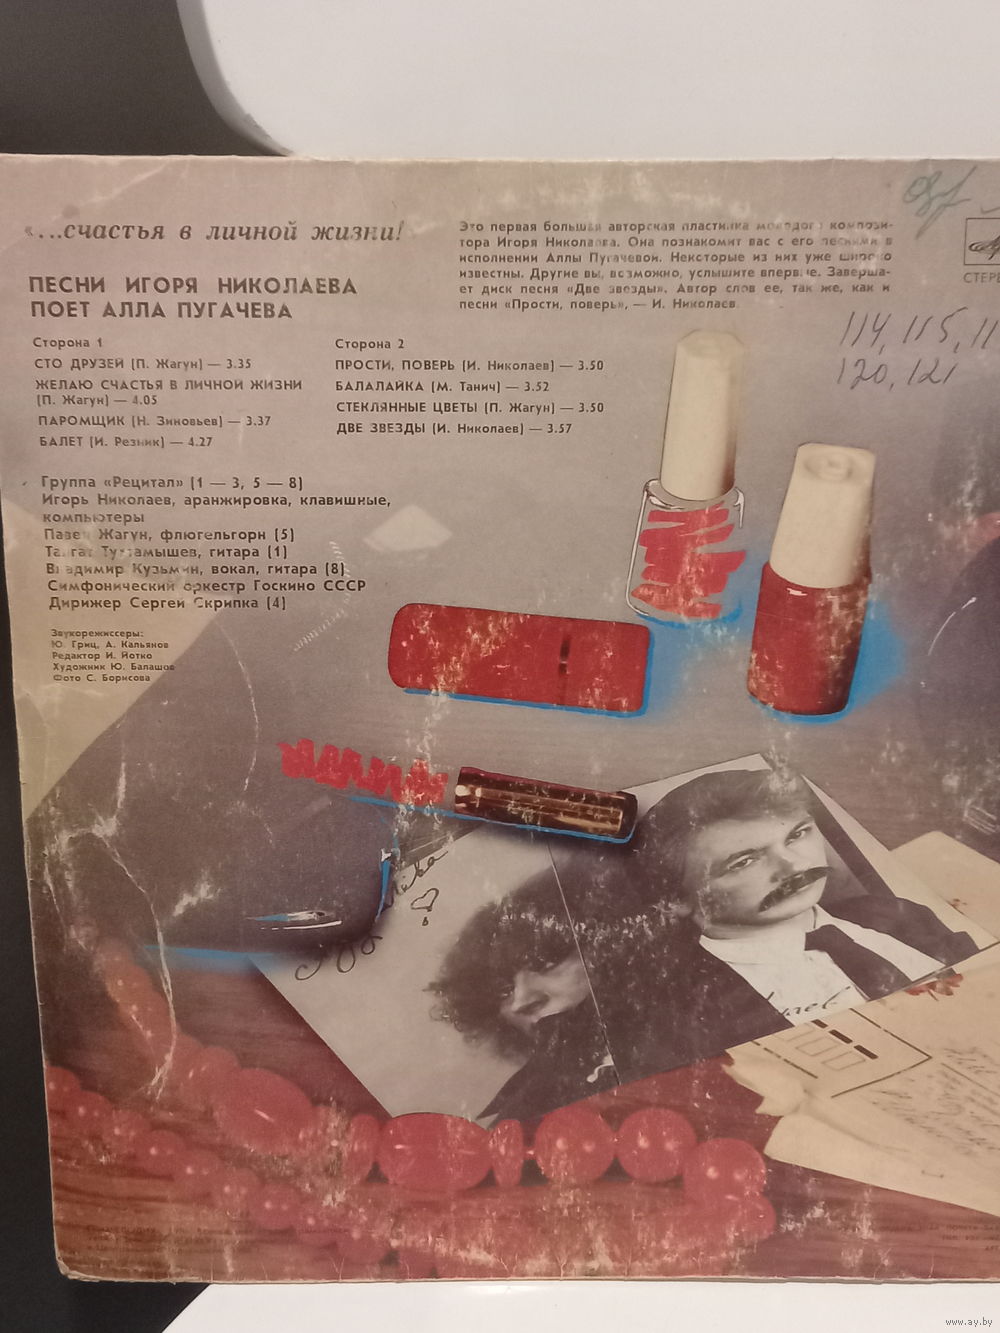 «...счастья в личной жизни!
ПЕСНИ ИГОРЯ НИКОЛАЕВА
ПОЕТ АЛЛА ПУГАЧЕВА
Сторона 1
СТО ДРУЗЕЙ (П. Жагун) — 3.35
ЖЕЛАЮ СЧАСТЬЯ В ЛИЧНОЙ ЖИЗНИ
(П. Жагун) — 4.05
ПАРОМЩИК (Н. Зиновьев) — 3.37
БАЛЕТ (И. Резник) — 4.27
Сторона 2
ПРОСТИ, ПОВЕРЬ (И. Николаев) — 3.50
БАЛАЛАЙКА (М. Танич) — 3.52
СТЕКЛЯННЫЕ ЦВЕТЫ (П. Жагун) — 3.50
ДВЕ ЗВЕЗДЫ (И. Николаев) — 3.57
Это первая большая авторская пластинка молодого компози-
тора Игоря Николаева. Она познакомит вас с его песнями в
исполнении Аллы Пугачевой. Некоторые из них уже широко
известны. Другие вы, возможно, услышите впервые. Заверша-
ет диск песня «Две звезды». Автор слов ее, так же, как и
песни «Прости, поверь», — И. Николаев.
СТЕРЕ
114, 115, 11
120, 121
Группа «Рецитал» (1 — 3, 5 — 8)
Игорь Николаев, аранжировка, клавишные,
компьютеры
Павел Жагун, флюгельгорн (5)
Талгат Тухтамышев, гитара (1)
Владимир Кузьмин, вокал, гитара (8)
Симфонический оркестр Госкино СССР
Дирижер Сергей Скрипка (4)
Звукорежиссеры:
Ю. Гриц, А. Кальянов
Редактор И. Йотко
Художник Ю. Балашов
Фото С. Борисова
www.ay.by